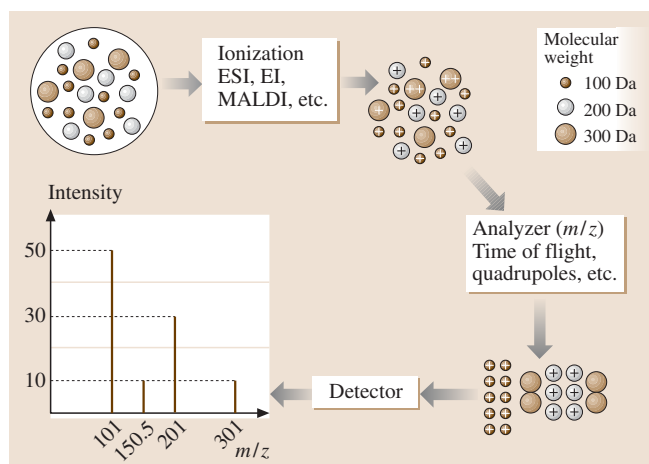 Ionization
ESI, EI,
MALDI, etc.
Molecular
weight
100 Da
200 Da
300 Da
+ + ++ + + + + + + + + + + + + + + + +
Analyzer (m/z)
Time of flight,
quadrupoles, etc.
+ + + + + + + + + + + + + + + +
Detector
Intensity
50
30
10
101
150.5
201
301
m/z